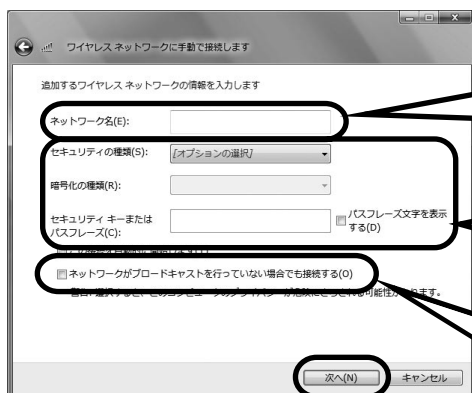 ワイヤレス ネットワークに手動で接続します
追加するワイヤレス ネットワークの情報を入力します
ネットワーク名(E):
セキュリティの種類(S):
[オプションの選択]
暗号化の種類(R):
セキュリティ キーまたは
パスフレーズ(C):
パスフレーズ文字を表示
する(D)
ネットワークがブロードキャストを行っていない場合でも接続する(O)
次へ(N)
キャンセル